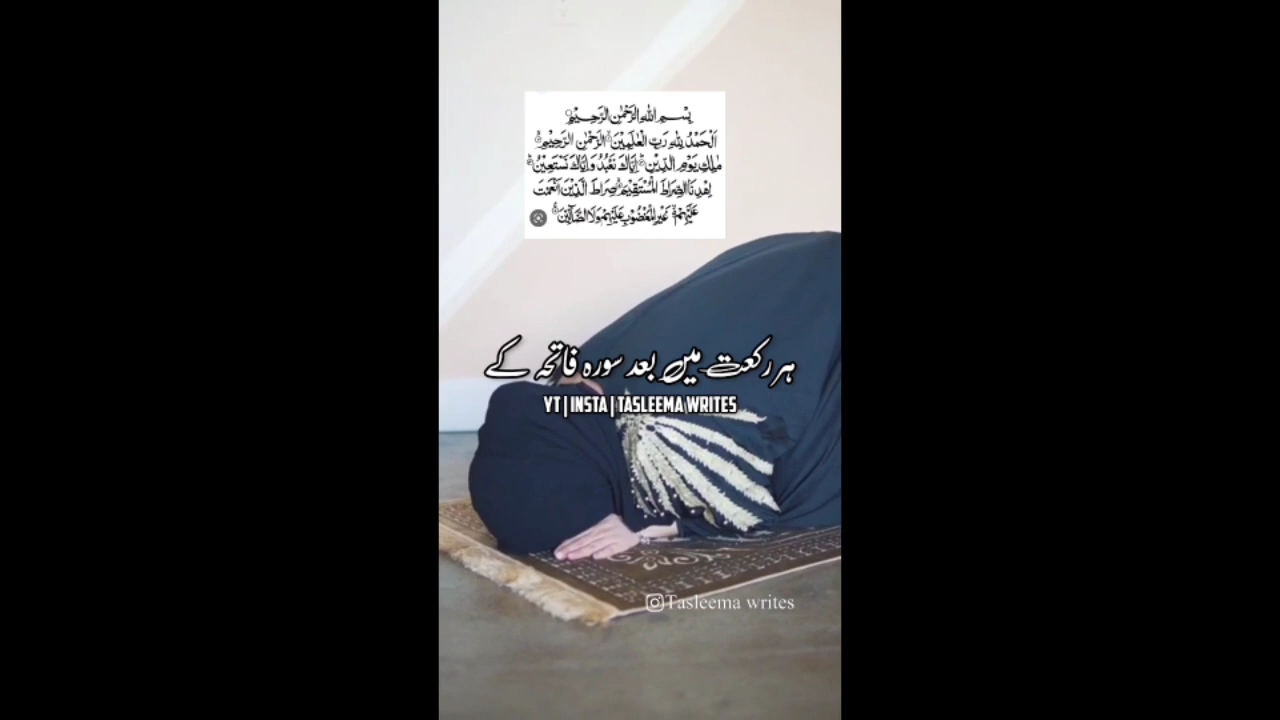 بِسْمِ اللهِ الرَّحْمٰنِ الرَّحِيْمِ
اَلْحَمْدُ لِلّٰهِ رَبِّ الْعٰلَمِيْنَ الرَّحْمٰنِ الرَّحِيْمِ
مٰلِكِ يَوْمِ الدِّيْنِ اِيَّاكَ نَعْبُدُ وَاِيَّاكَ نَسْتَعِيْنُ
اِهْدِنَا الصِّرَاطَ الْمُسْتَقِيْمَ صِرَاطَ الَّذِيْنَ اَنْعَمْتَ
عَلَيْهِمْ غَيْرِ الْمَغْضُوْبِ عَلَيْهِمْ وَلَا الضَّآلِّيْنَ
ہر رکعت میں بعد سورہ فاتحہ کے
YT | INSTA | TASLEEMA WRITES
Tasleema writes